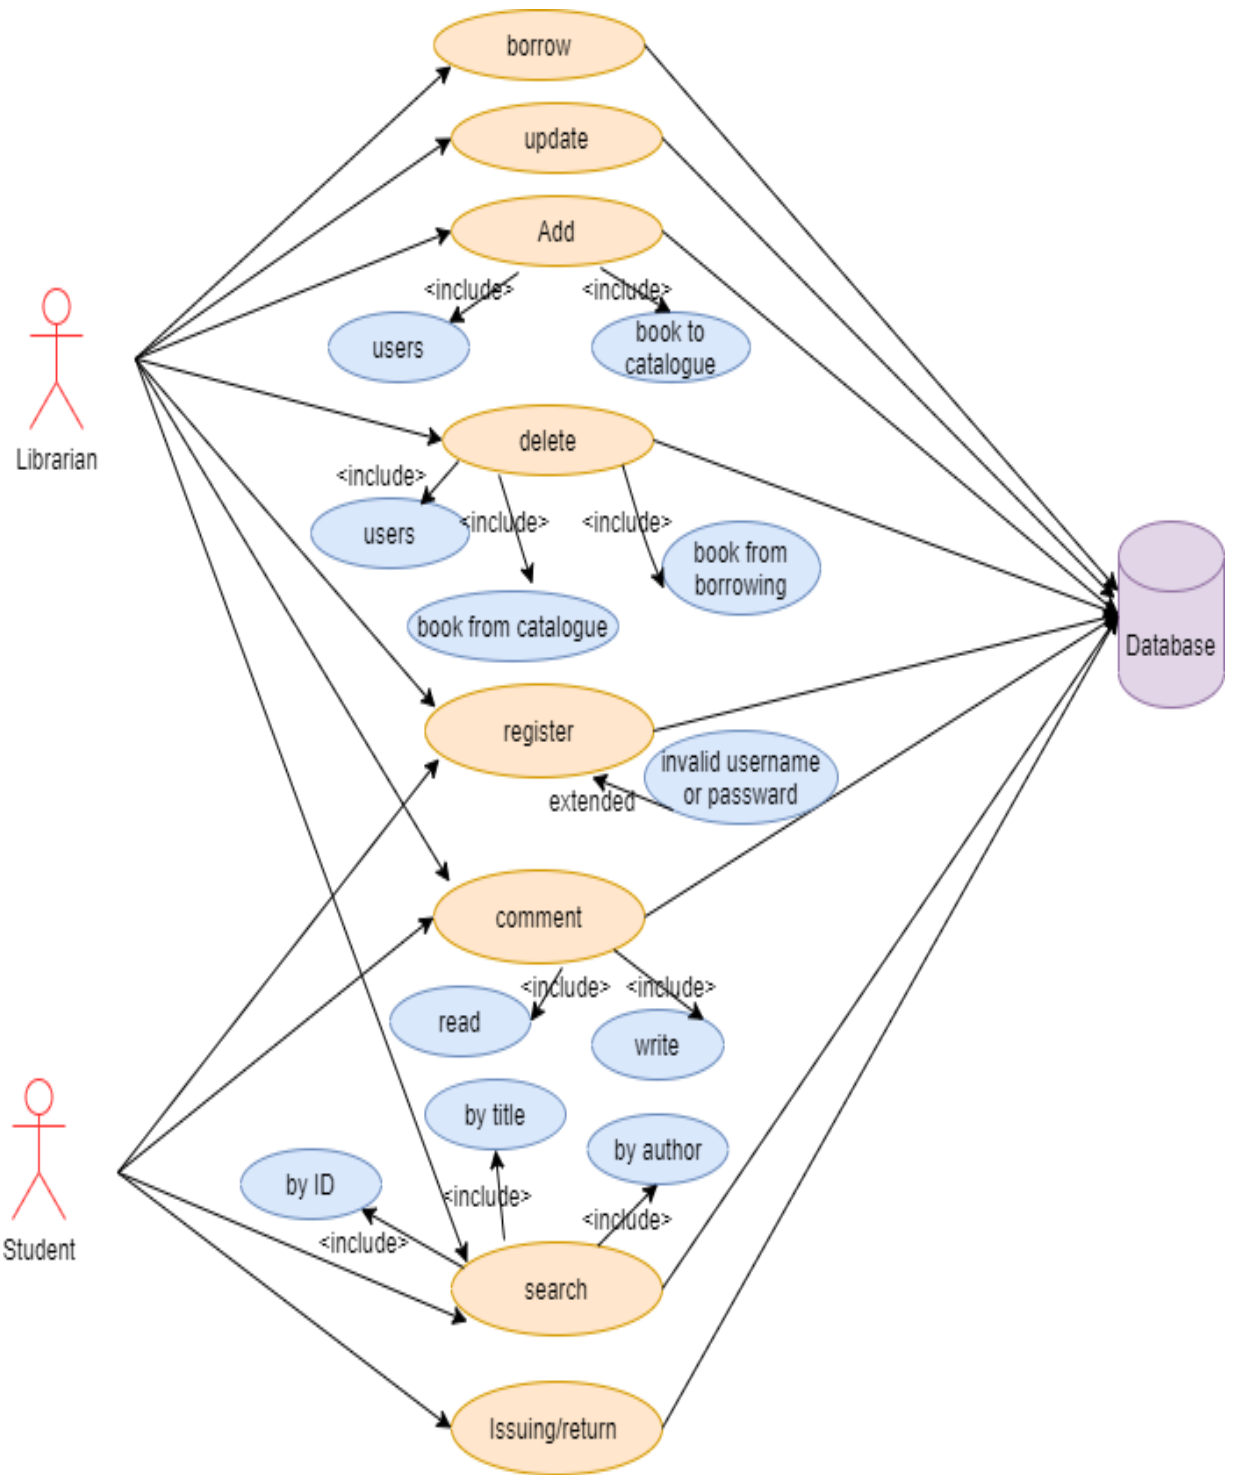 borrow
update
Add
<include>
<include>
users
book to
catalogue
Librarian
delete
<include>
<include>
<include>
users
book from
borrowing
book from catalogue
Database
register
invalid username
or passward
extended
comment
<include>
<include>
read
write
by title
by author
by ID
<include>
<include>
<include>
Student
search
Issuing/return